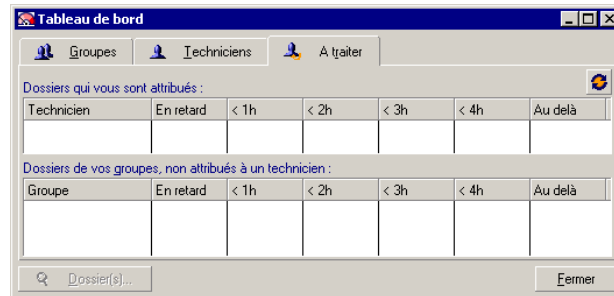 Tableau de bord
Groupes Techniciens A traiter
Dossiers qui vous sont attribués :
Technicien En retard < 1h < 2h < 3h < 4h Au delà
Dossiers de vos groupes, non attribués à un technicien :
Groupe En retard < 1h < 2h < 3h < 4h Au delà
Dossier(s)... Fermer